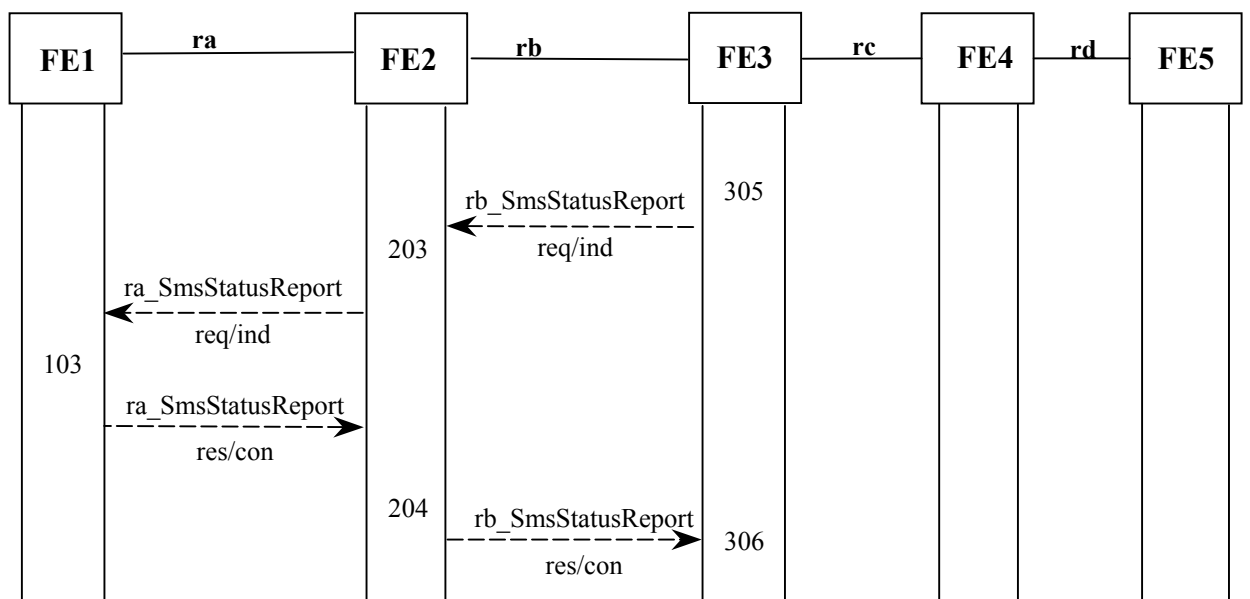 FE1 ra FE2 rb FE3 rc FE4 rd FE5
305
rb_SmsStatusReport
req/ind
203
ra_SmsStatusReport
req/ind
103
ra_SmsStatusReport
res/con
204
rb_SmsStatusReport
res/con
306